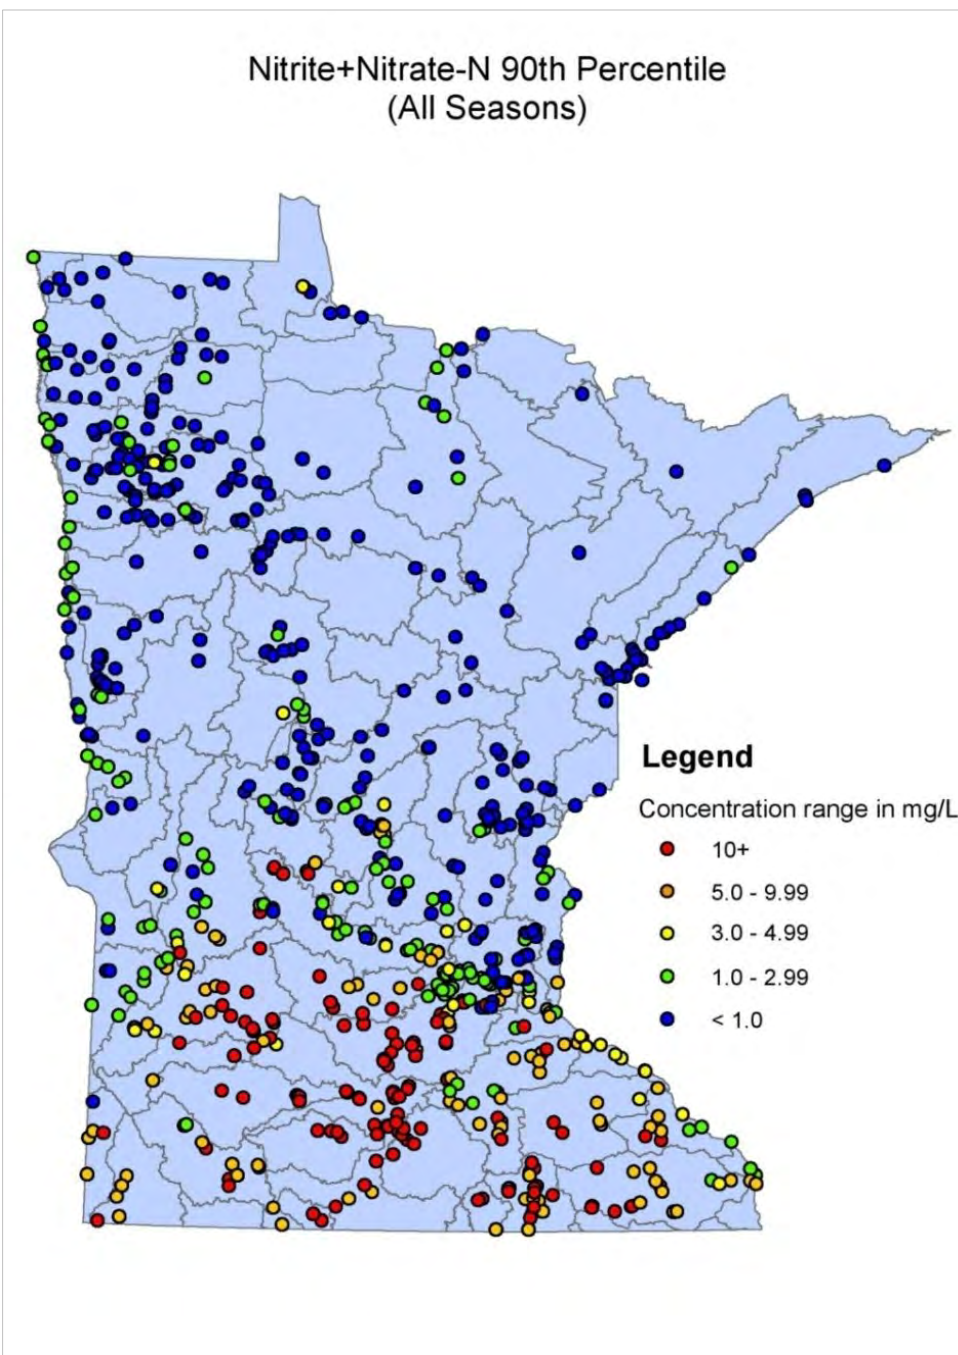 Nitrite+Nitrate-N 90th Percentile
(All Seasons)
Legend
Concentration range in mg/L
10+
5.0 - 9.99
3.0 - 4.99
1.0 - 2.99
< 1.0